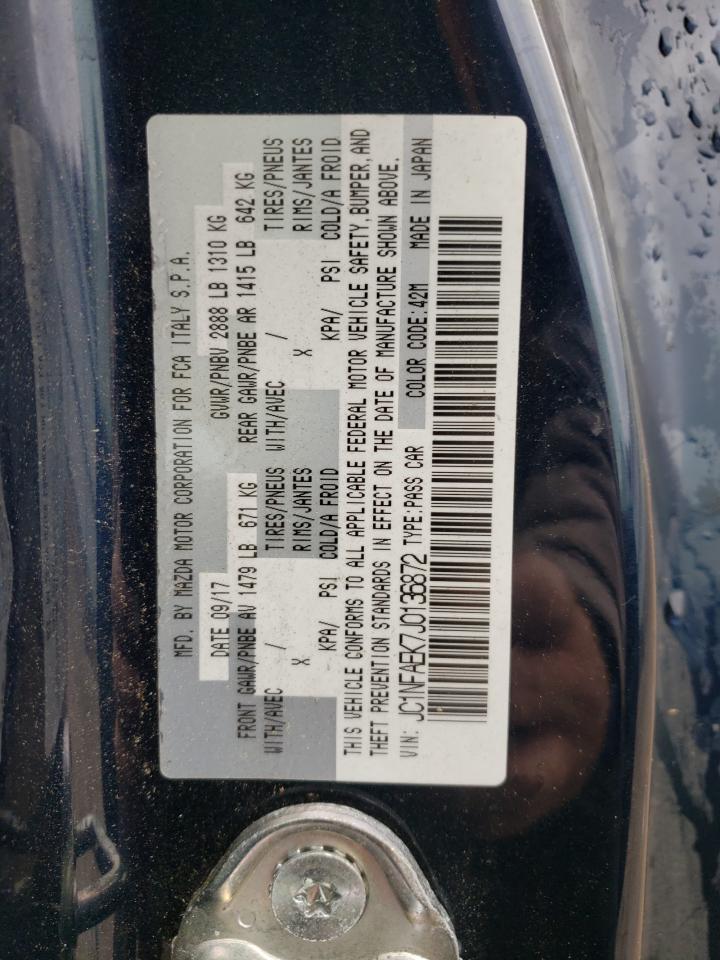 MFD. BY MAZDA MOTOR CORPORATION FOR FCA ITALY S.P.A.
DATE 09/17 GVWR/PNBV 2888 LB 1310 KG
FRONT GAWR/PNBE AV 1479 LB 671 KG REAR GAWR/PNBE AR 1415 LB 642 KG
WITH/AVEC / TIRES/PNEUS WITH/AVEC / TIRES/PNEUS
X RIMS/JANTES X RIMS/JANTES
KPA/ PSI COLD/A FROID KPA/ PSI COLD/A FROID
THIS VEHICLE CONFORMS TO ALL APPLICABLE FEDERAL MOTOR VEHICLE SAFETY,BUMPER,AND
THEFT PREVENTION STANDARDS IN EFFECT ON THE DATE OF MANUFACTURE SHOWN ABOVE.
VIN: JC1NFAEK7J0136872 TYPE:PASS CAR COLOR CODE:42M MADE IN JAPAN